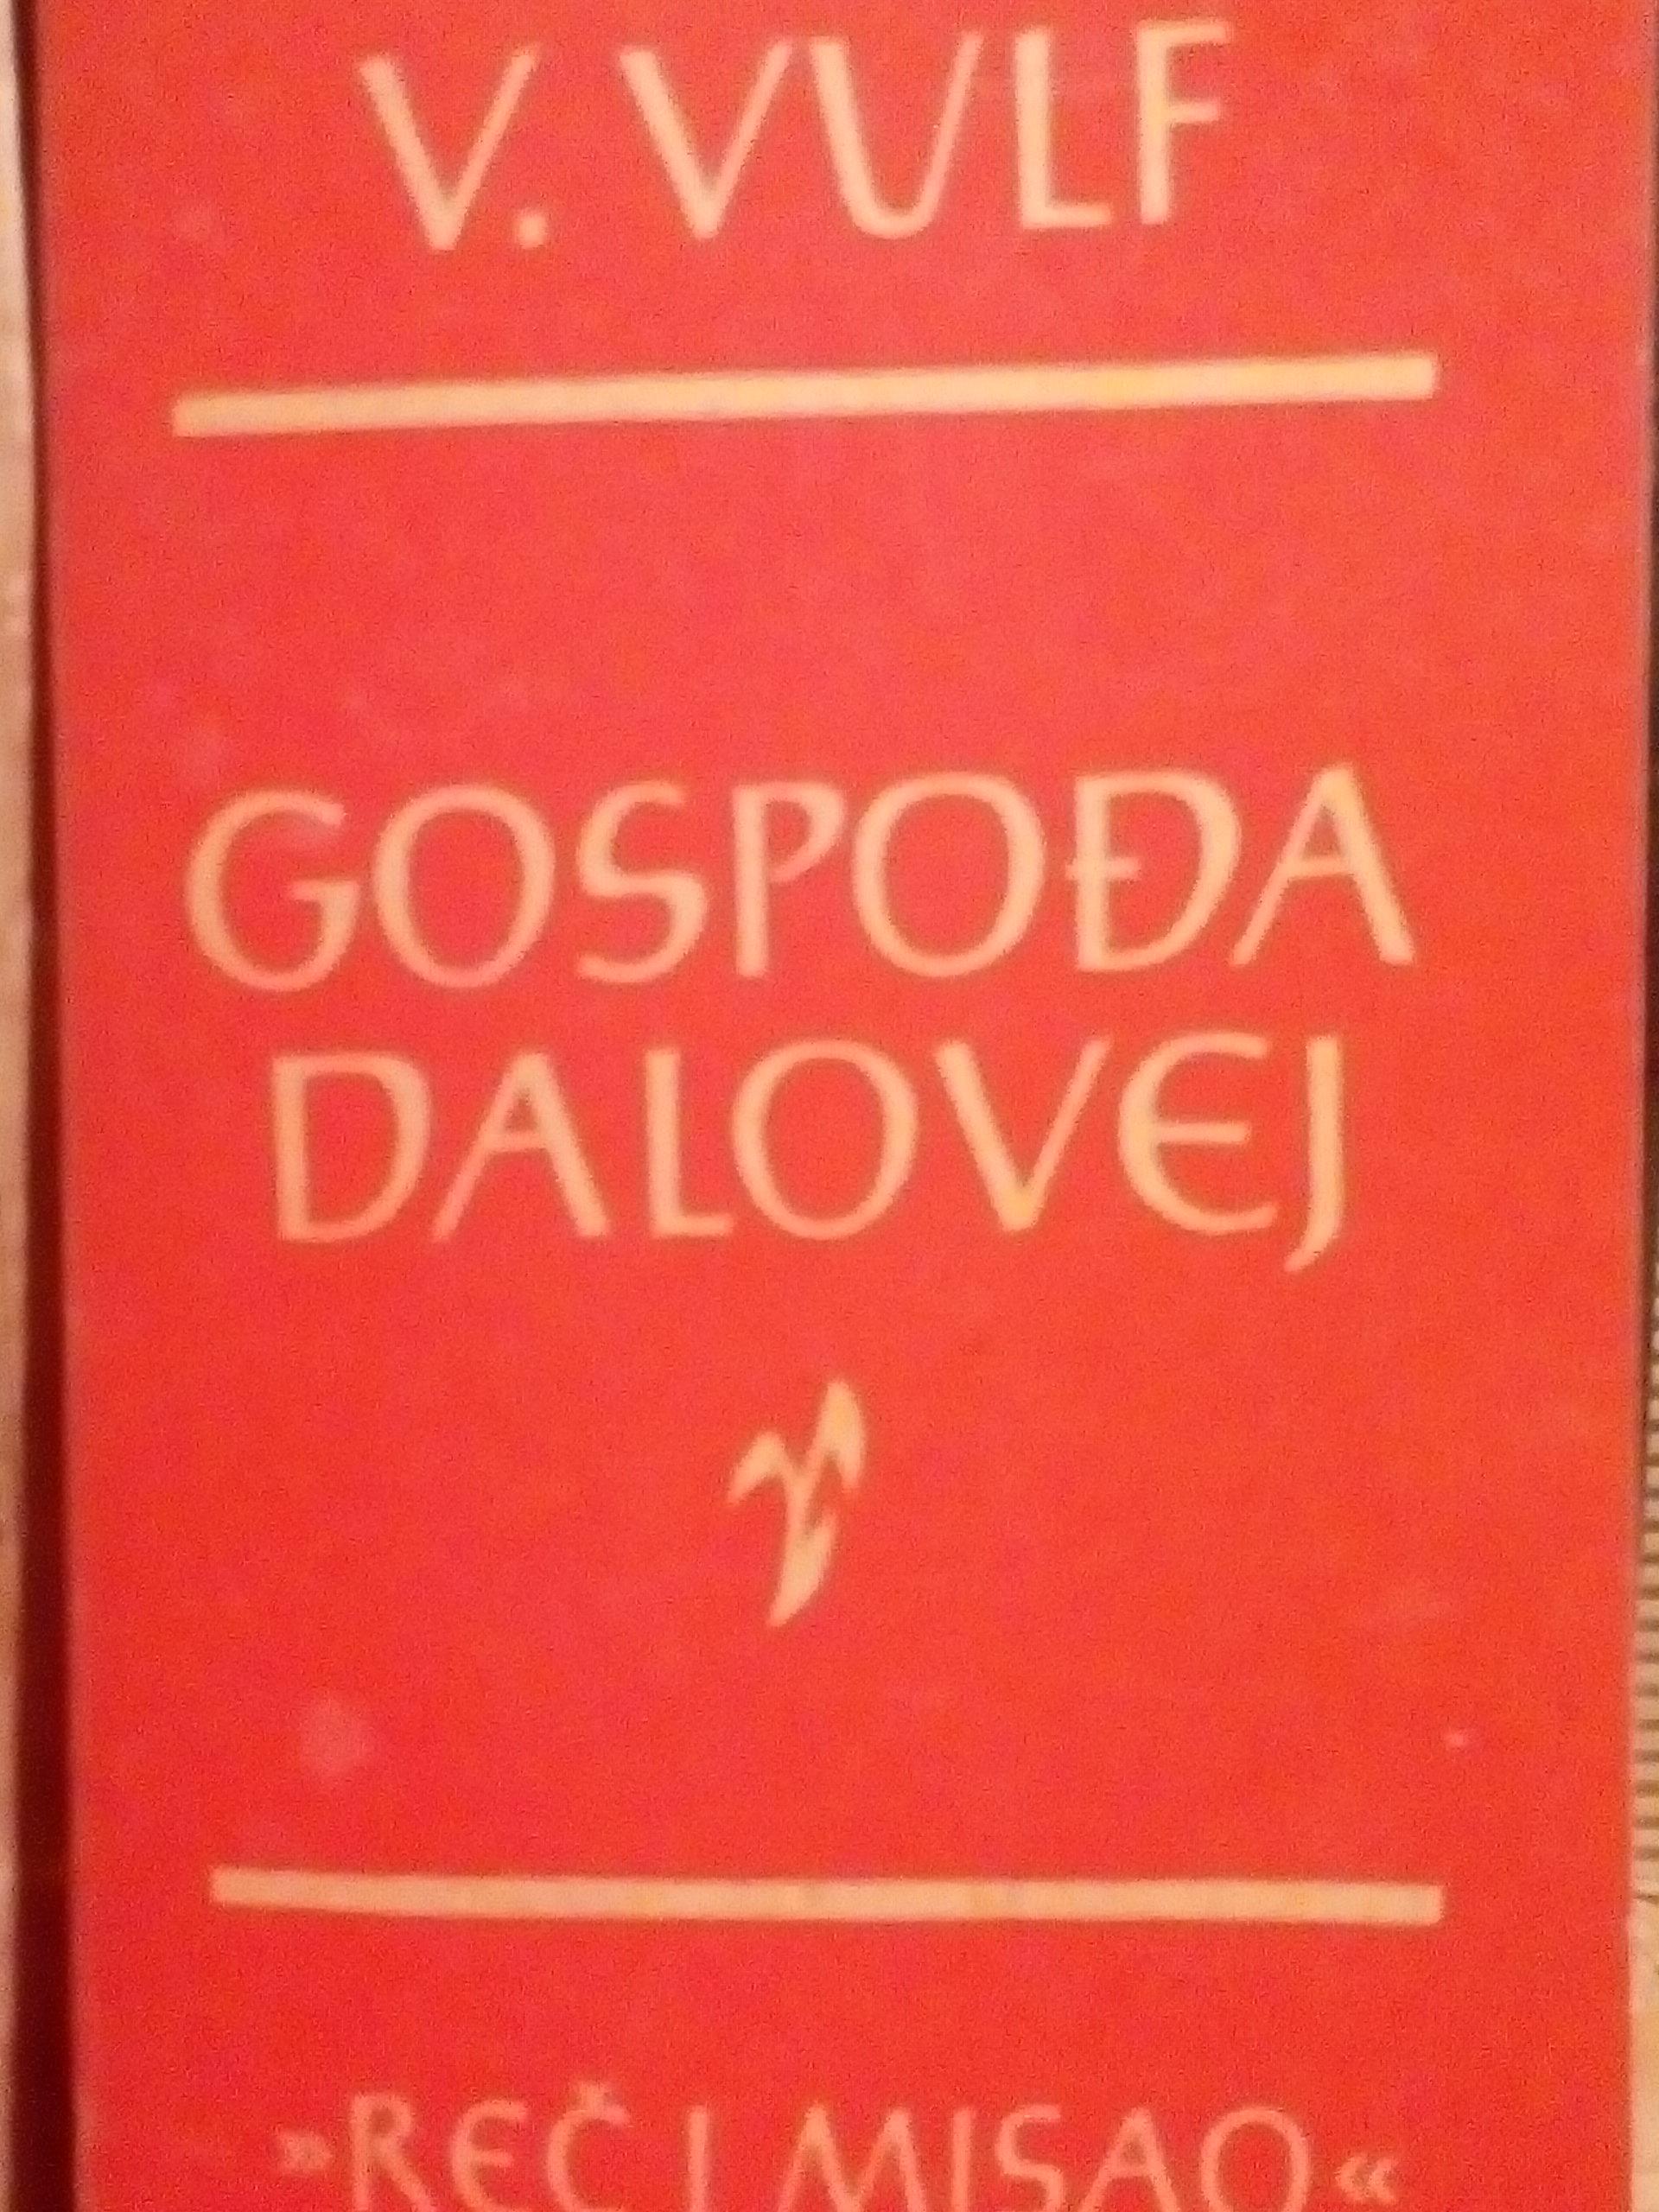 V. VULF
GOSPOĐA
DALOVEJ
»REČ I MISAO«